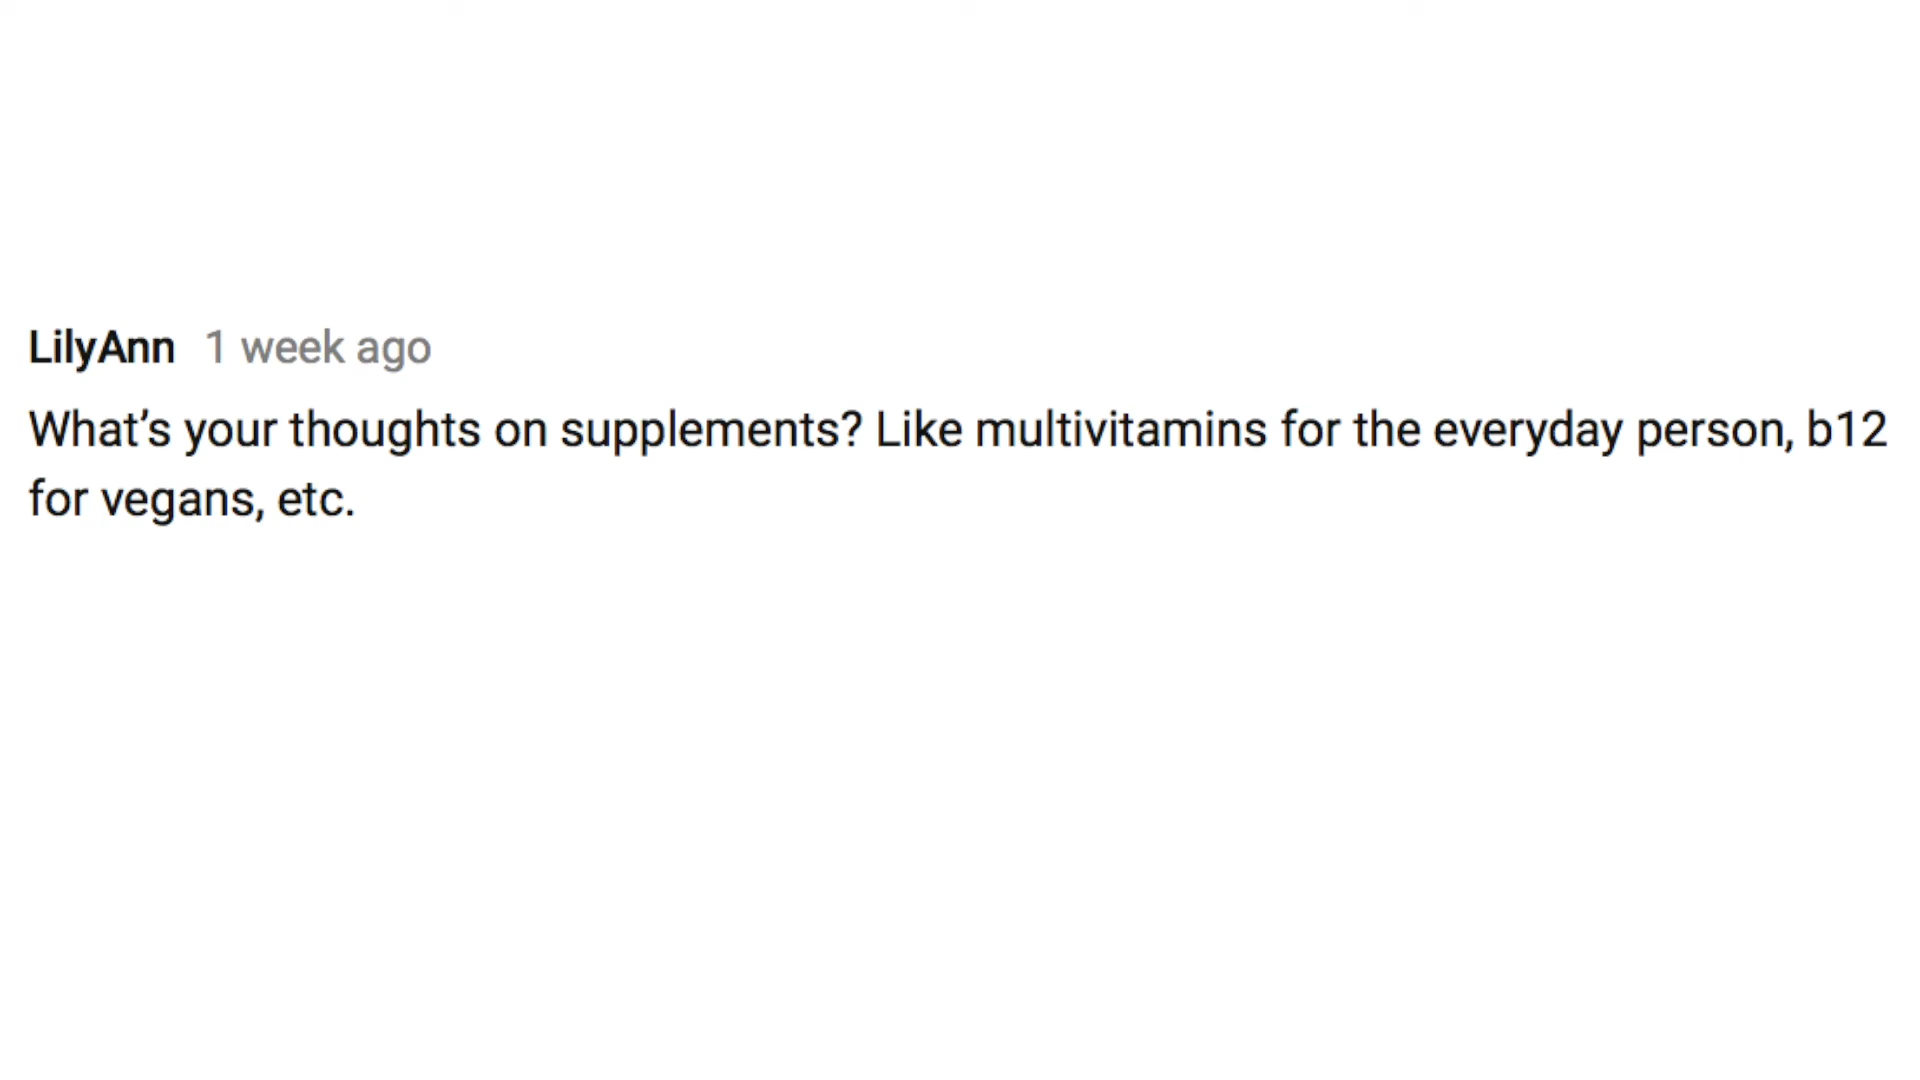 LilyAnn 1 week ago
What’s your thoughts on supplements? Like multivitamins for the everyday person, b12
for vegans, etc.